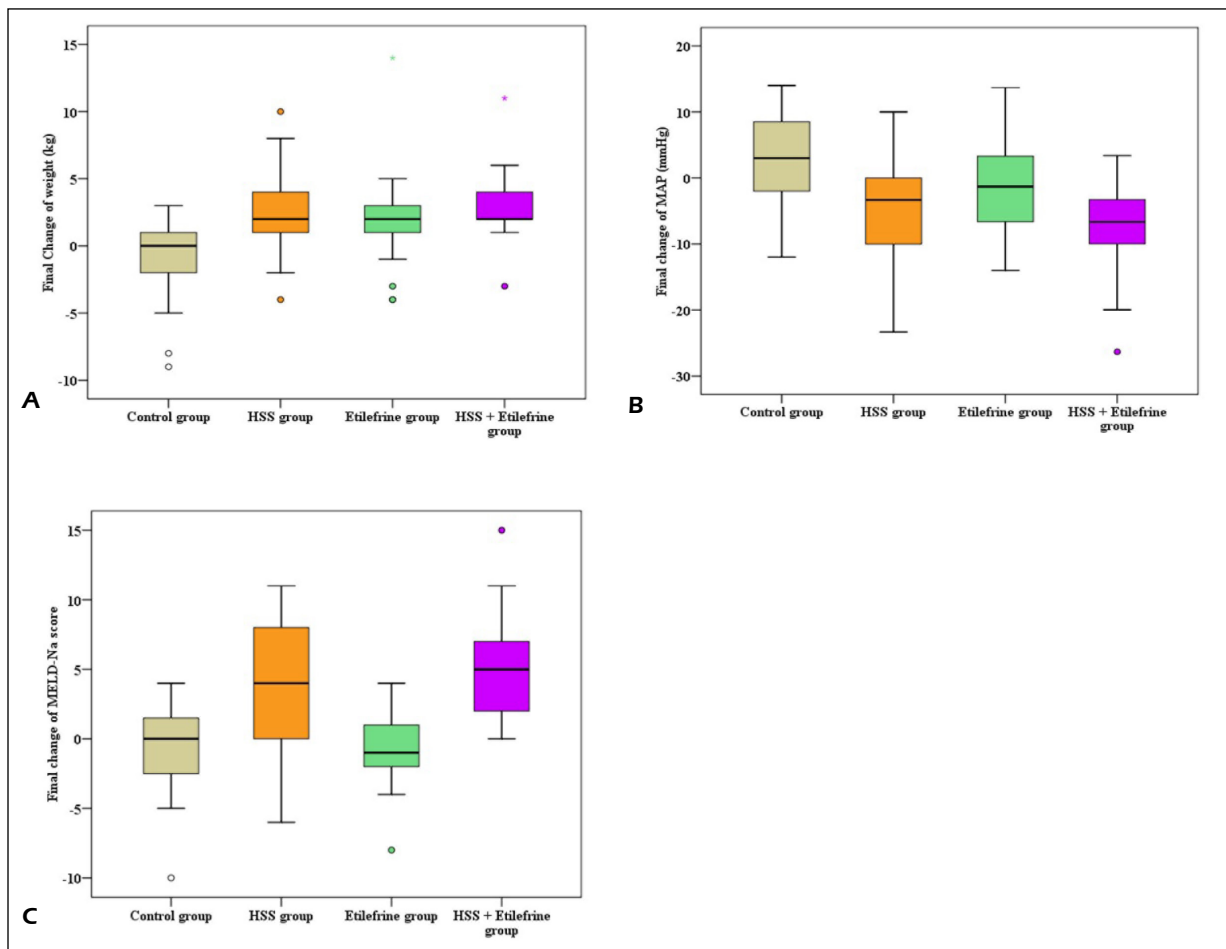 Final Change of weight (kg)
15
10
5
0
-5
-10
Control group
HSS group
Etilefrine group
HSS + Etilefrine
group
A
Final change of MAP (mmHg)
20
10
0
-10
-20
-30
Control group
HSS group
Etilefrine group
HSS + Etilefrine
group
B
Final change of MELD-Na score
15
10
5
0
-5
-10
Control group
HSS group
Etilefrine group
HSS + Etilefrine
group
C